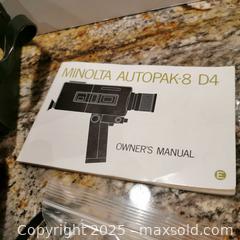 MINOLTA AUTOPAK-8 D4
OWNER'S MANUAL
E
Copyright 2025 - maxsold.com